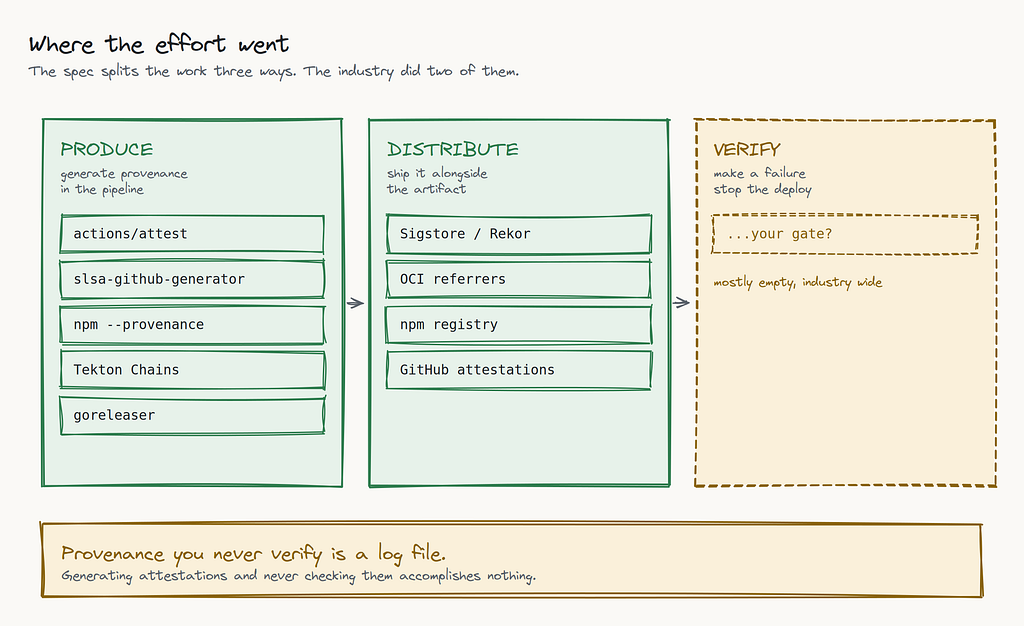 Where the effort went
The spec splits the work three ways. The industry did two of them.
PRODUCE
generate provenance
in the pipeline
actions/attest
slsa-github-generator
npm --provenance
Tekton Chains
goreleaser
DISTRIBUTE
ship it alongside
the artifact
Sigstore / Rekor
OCI referrers
npm registry
GitHub attestations
VERIFY
make a failure
stop the deploy
...your gate?
mostly empty, industry wide
Provenance you never verify is a log file.
Generating attestations and never checking them accomplishes nothing.